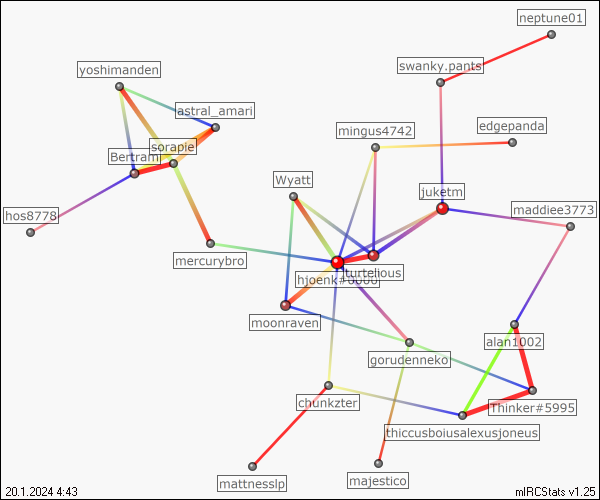 neptune01
swanky.pants
yoshimanden
astral_amari
mingus4742
edgepanda
sorapie
Bertram
Wyatt
juketm
hos8778
maddiee3773
mercurybro
turtelious
hjoenk#0000
moonraven
alan1002
gorudenneko
chunkzter
Thinker#5995
thiccusboiusalexusjoneus
mattnesslp
majestico
20.1.2024 4:43
mIRCStats v1.25